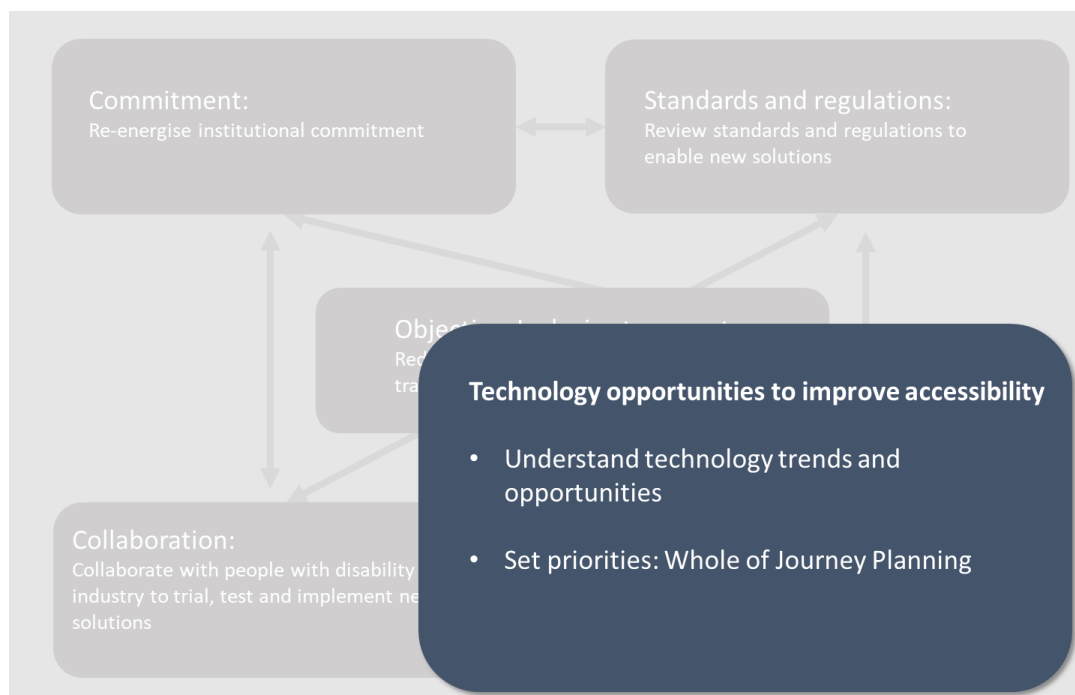 Commitment:
Re-energise institutional commitment
Standards and regulations:
Review standards and regulations to
enable new solutions
Technology opportunities to improve accessibility
• Understand technology trends and
opportunities
• Set priorities: Whole of Journey Planning
Collaboration:
Collaborate with people with disability
industry to trial, test and implement
solutions